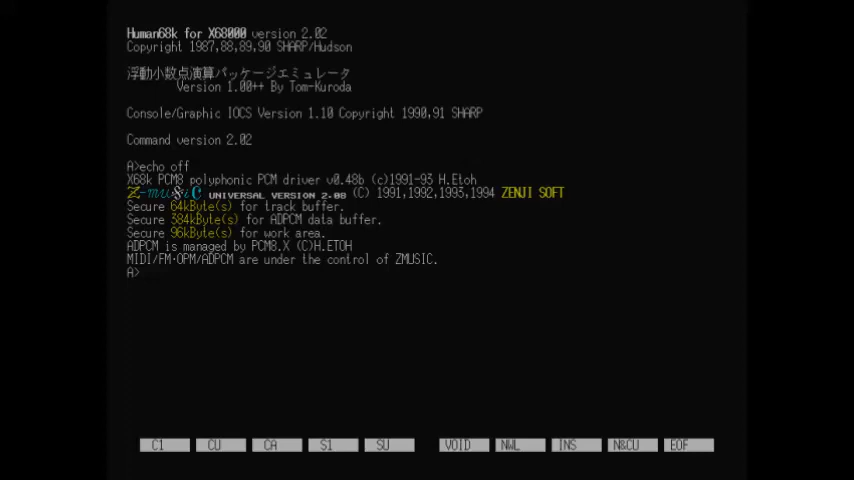 Human68k for X68000 version 2.02
Copyright 1987,88,89,90 SHARP/Hudson
浮動小数点演算パッケージエミュレータ
Version 1.00++ By Tom-Kuroda
Console/Graphic IOCS Version 1.10 Copyright 1990,91 SHARP
Command version 2.02
A>echo off
X68k PCM8 polyphonic PCM driver v0.48b (c)1991-93 H.Etoh
Z-muSiC UNIVERSAL VERSION 2.08 (C) 1991,1992,1993,1994 ZENJI SOFT
Secure 64kByte(s) for track buffer.
Secure 384kByte(s) for ADPCM data buffer.
Secure 96kByte(s) for work area.
ADPCM is managed by PCM8.X (C)H.ETOH
MIDI/FM·OPM/ADPCM are under the control of ZMUSIC.
A>
C1 CU CA S1 SU VOID NWL INS N&CU EOF